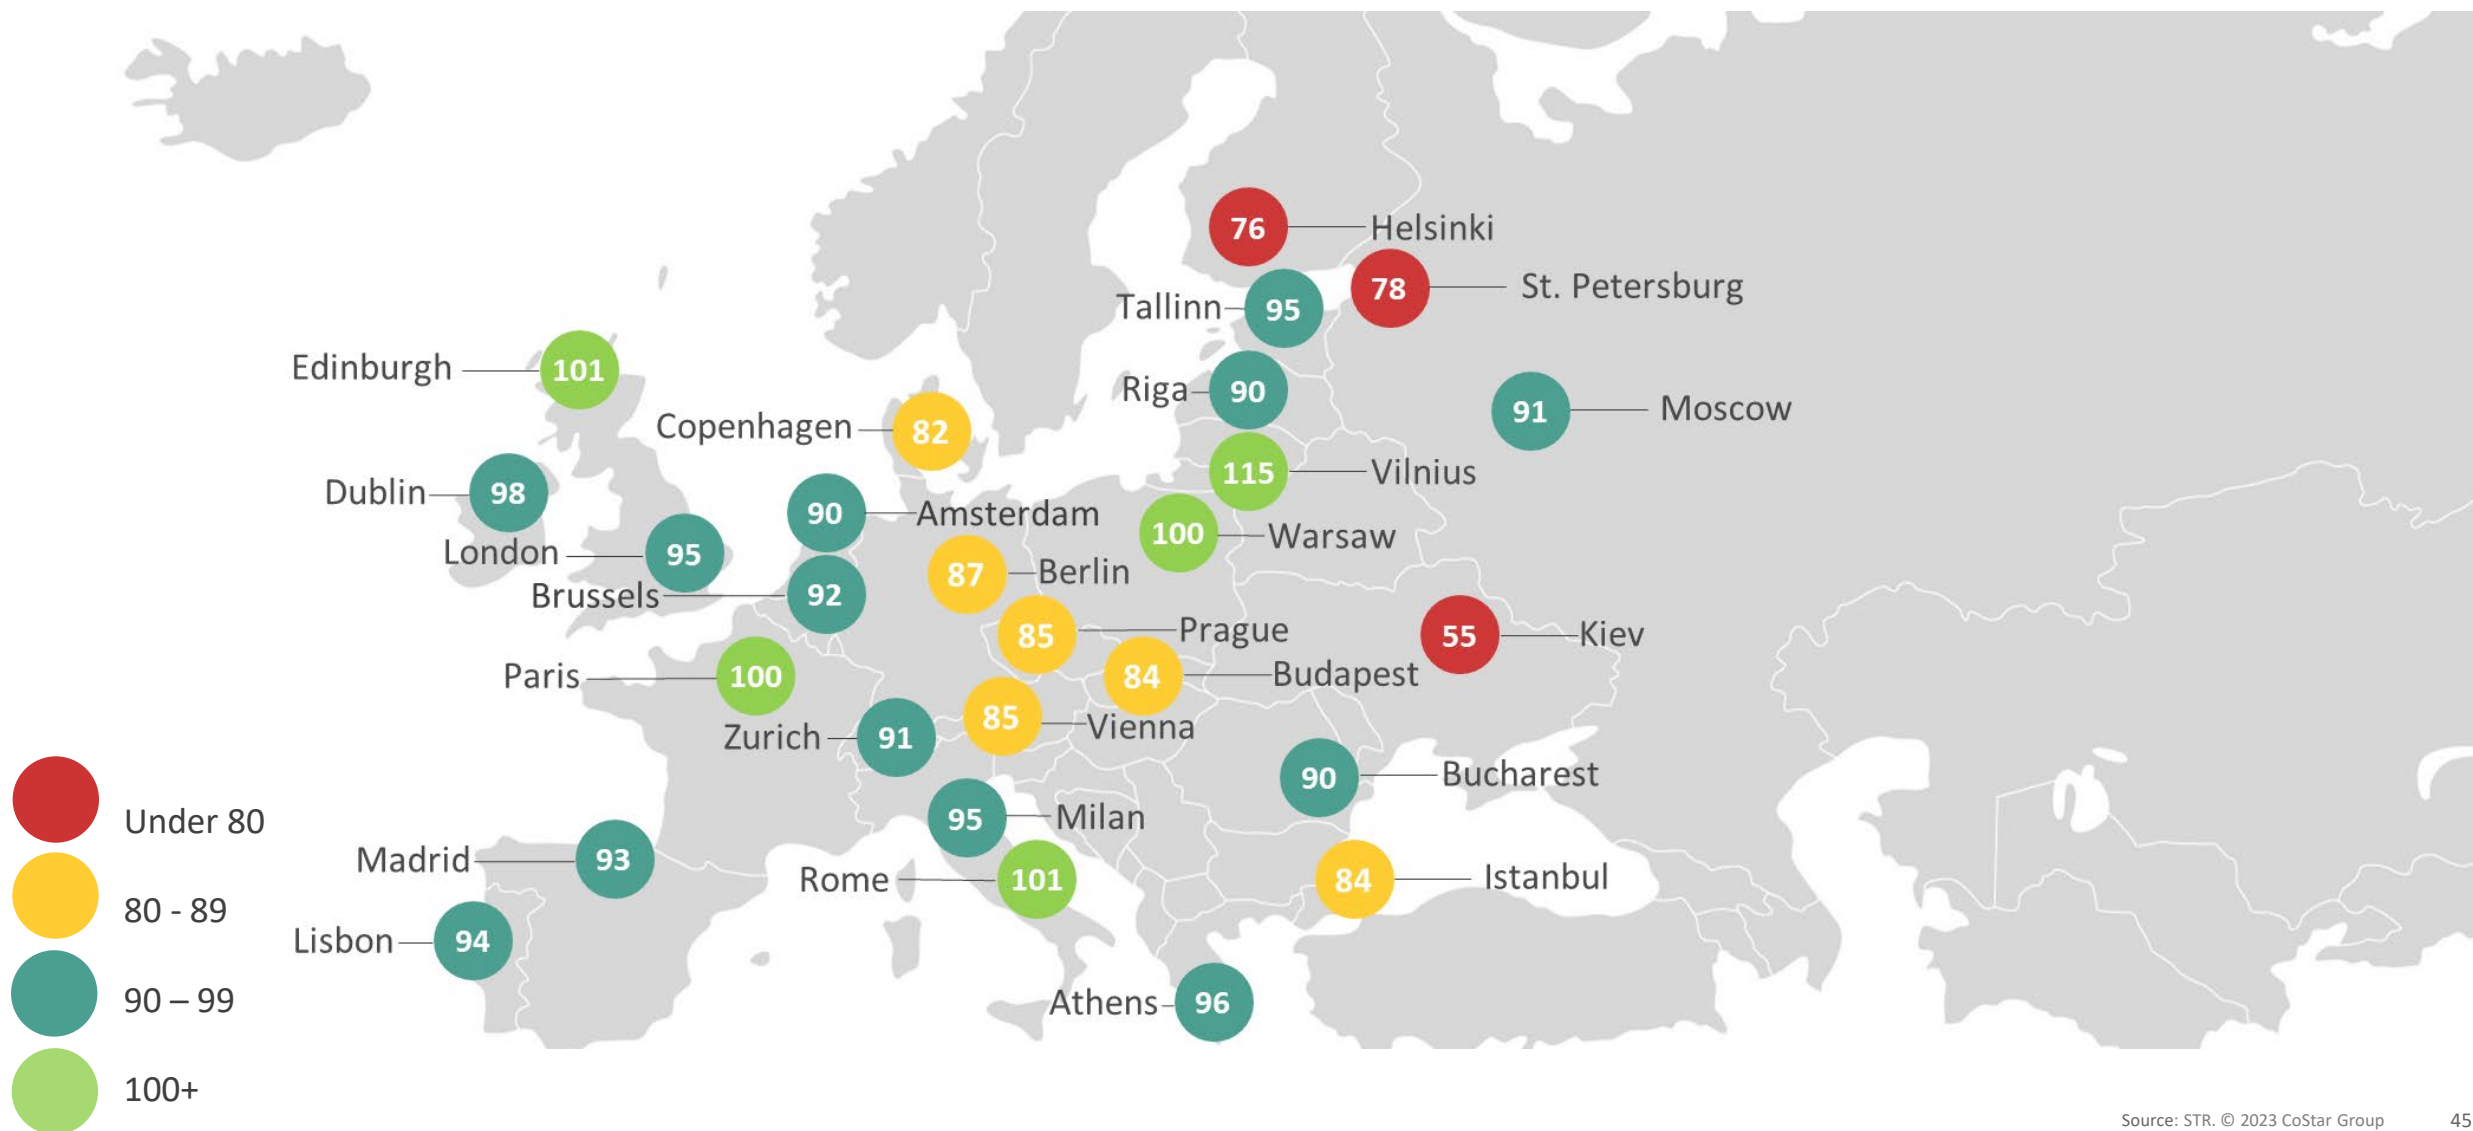 76 Helsinki
78 St. Petersburg
Tallinn 95
Edinburgh 101
Riga 90
91 Moscow
Copenhagen 82
115 Vilnius
Dublin 98
90 Amsterdam
100 Warsaw
London 95
87 Berlin
Brussels 92
85 Prague
55 Kiev
Paris 100
84 Budapest
85 Vienna
Zurich 91
90 Bucharest
95 Milan
Under 80
Madrid 93
Rome 101
84 Istanbul
80 - 89
Lisbon 94
90 – 99
Athens 96
100+
Source: STR. © 2023 CoStar Group 45